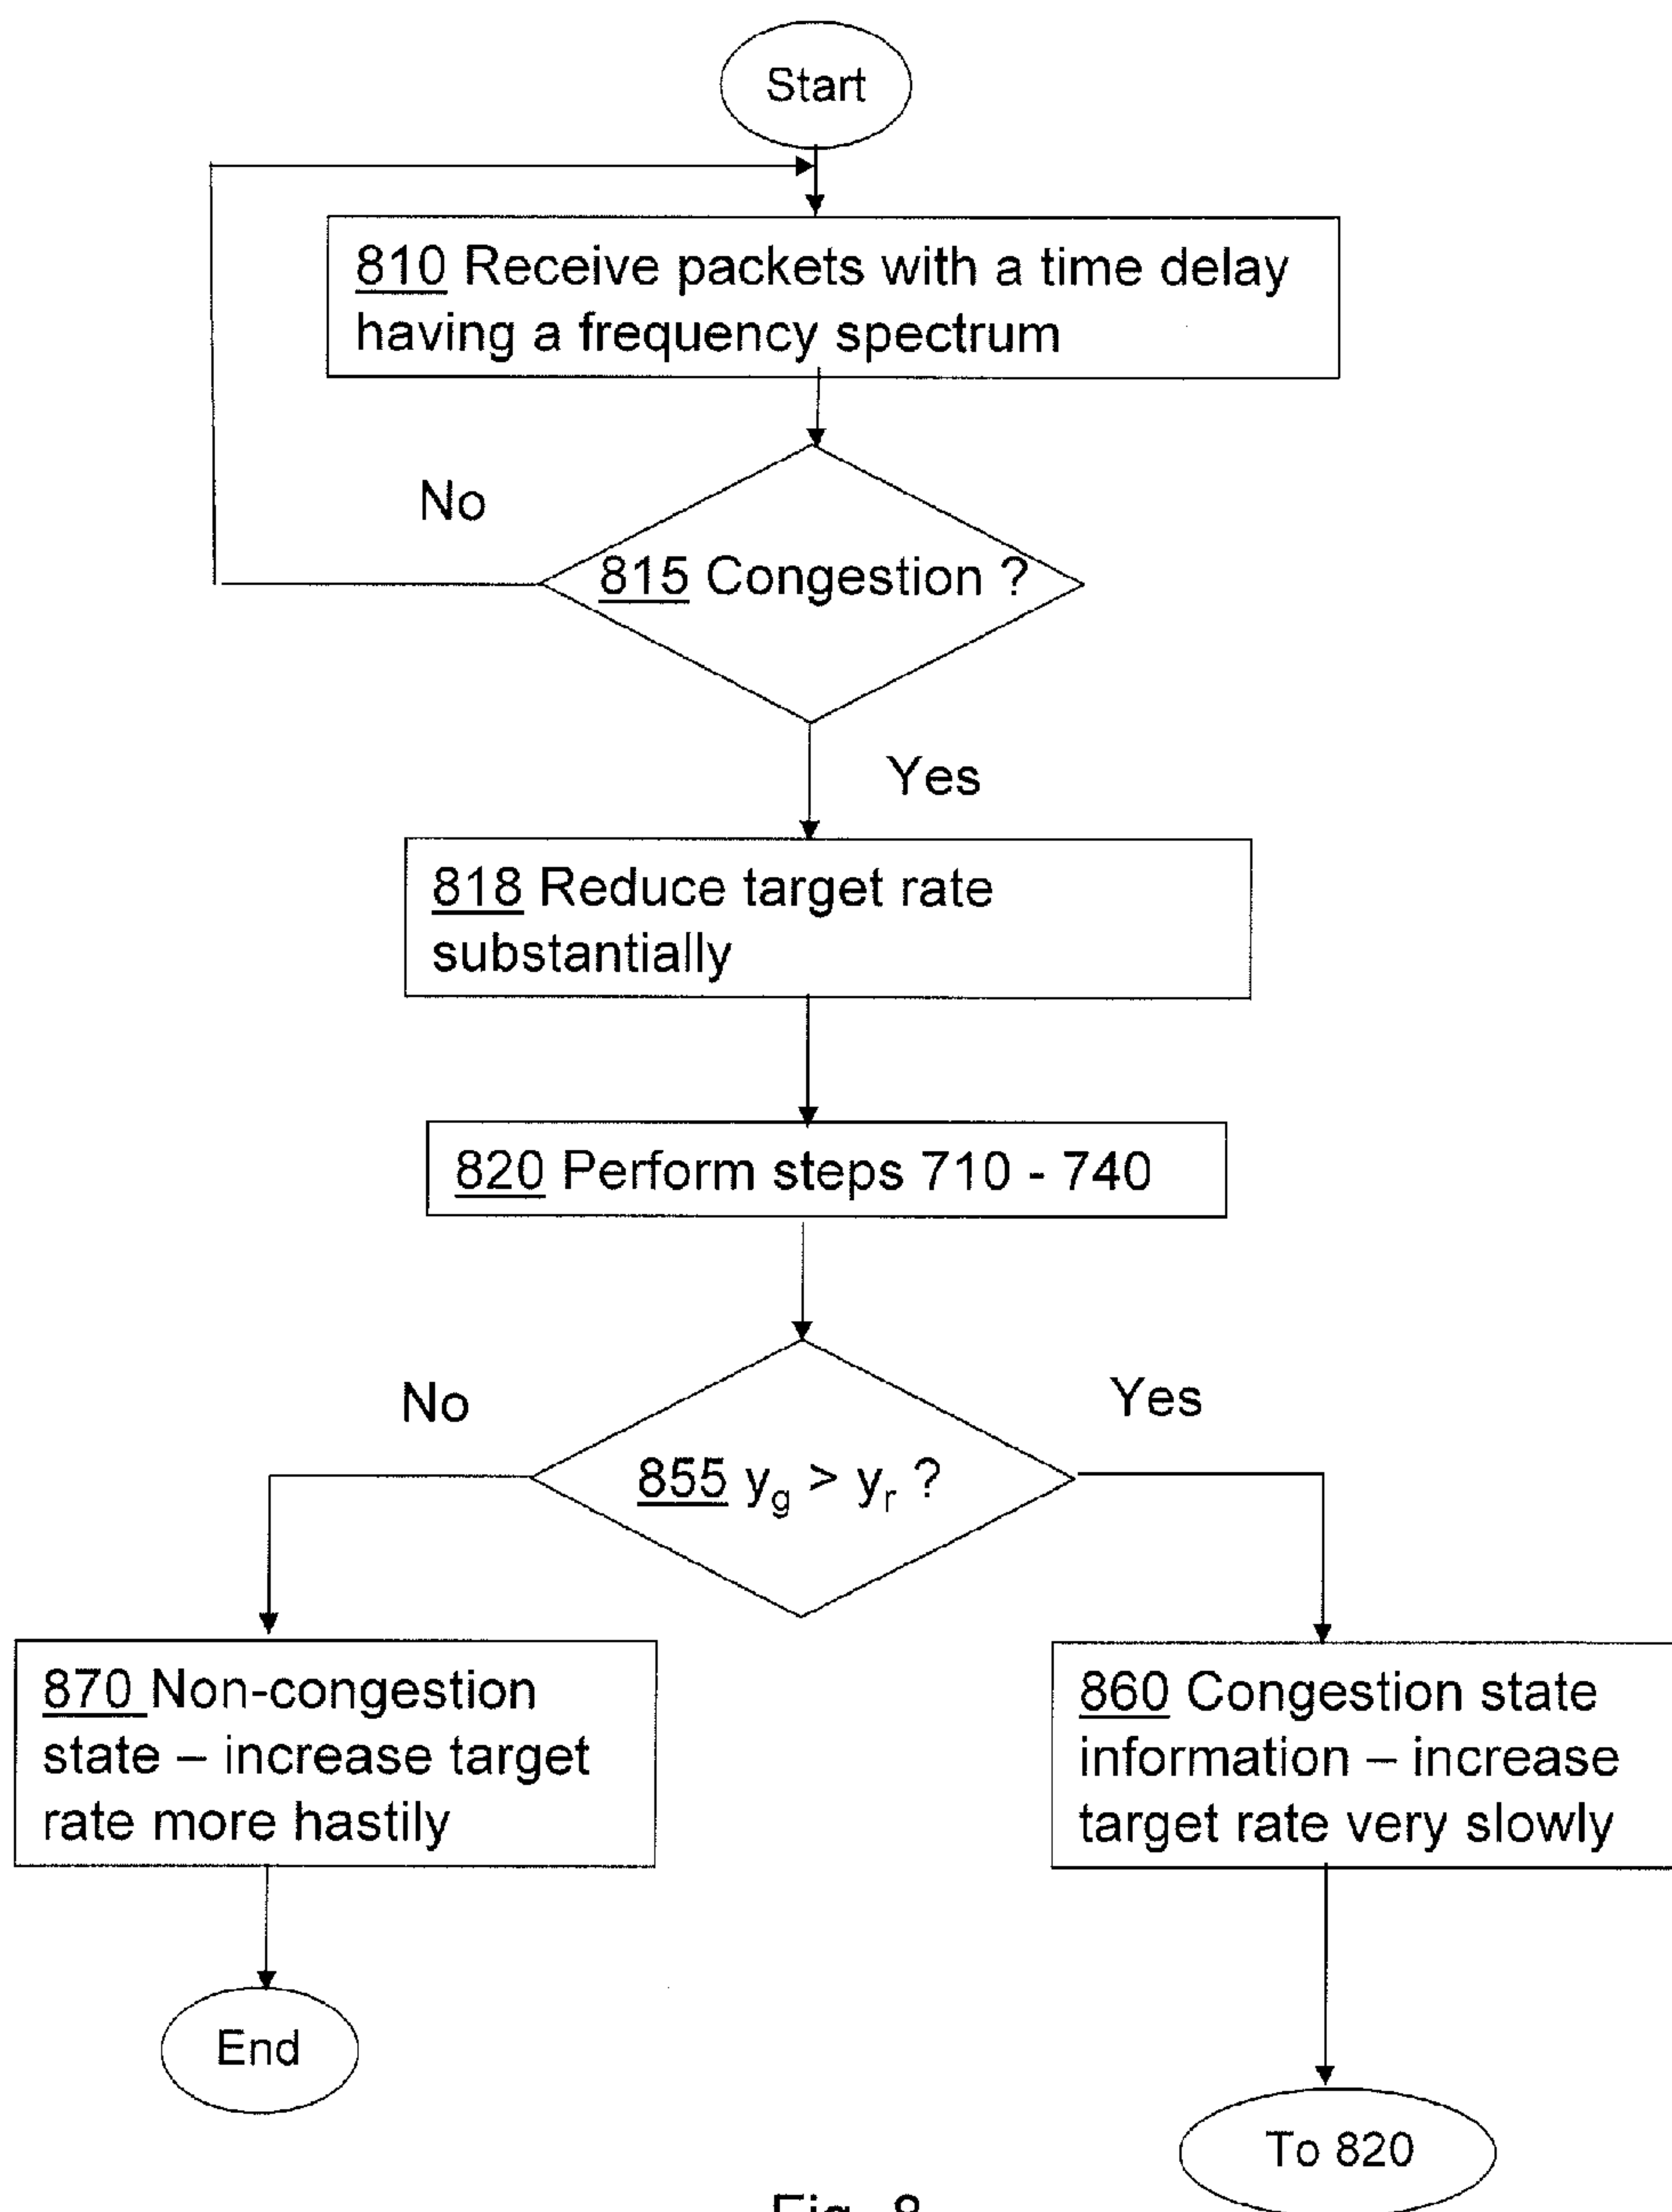 Start
810 Receive packets with a time delay
having a frequency spectrum
No
815 Congestion ?
Yes
818 Reduce target rate
substantially
820 Perform steps 710 - 740
No
Yes
855 yg > yr ?
870 Non-congestion
state – increase target
rate more hastily
860 Congestion state
information – increase
target rate very slowly
End
To 820
Fig. 8